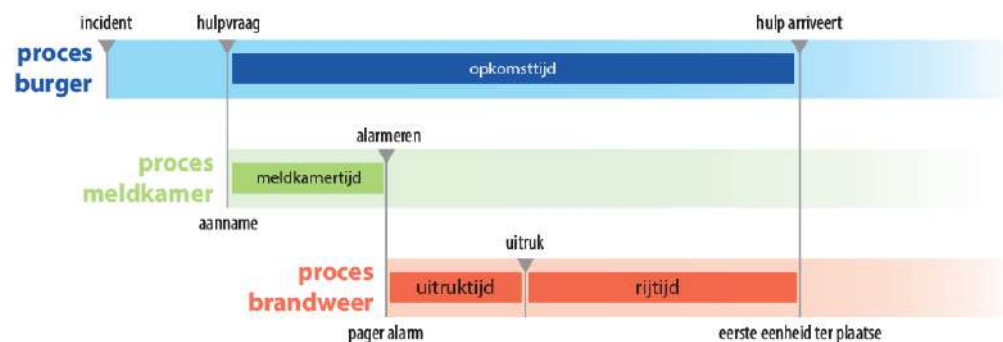 incident
hulpvraag
hulp arriveert
proces
burger
opkomsttijd
alarmeren
proces
meldkamer
meldkamertijd
aanname
uitruk
proces
brandweer
uitruktijd
rijtijd
pager alarm
eerste eenheid ter plaatse